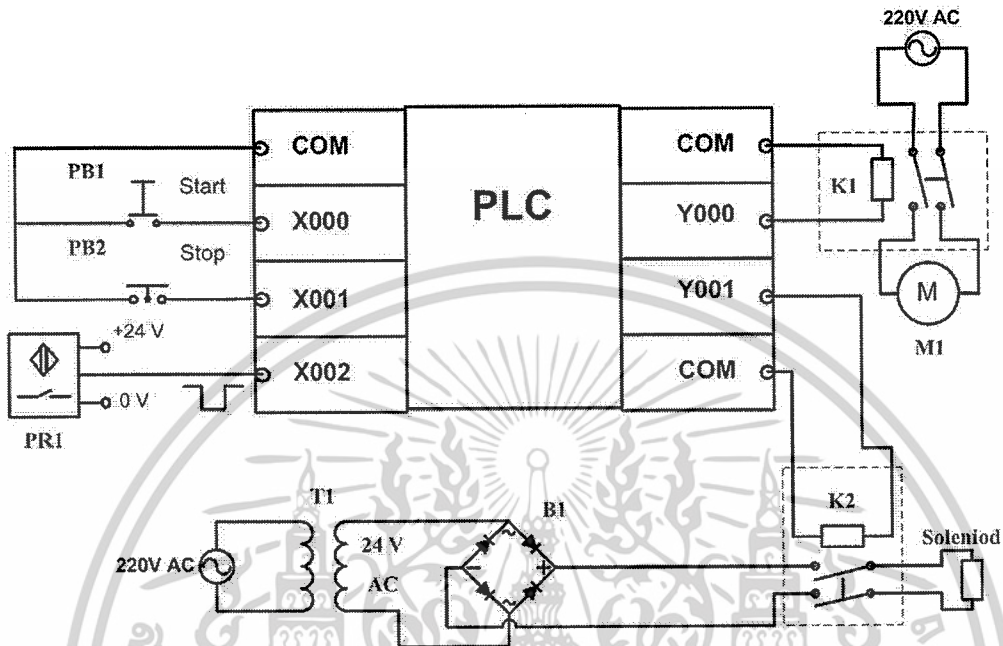 220V AC
COM
COM
PB1
Start
K1
X000
PLC
Y000
PB2
Stop
X001
Y001
M
+24 V
M1
X002
COM
0 V
PR1
T1
B1
K2
24 V
Soleniod
220V AC
AC